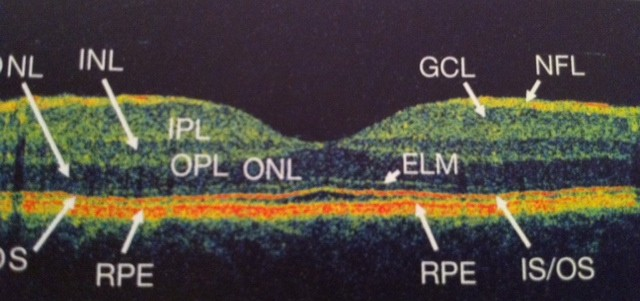 ONL INL GCL NFL
IPL
OPL ONL ELM
OS RPE RPE IS/OS